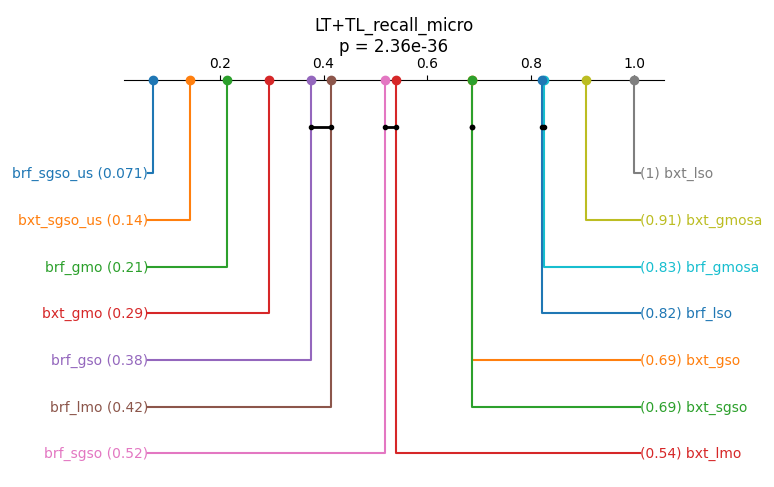 LT+TL_recall_micro
p = 2.36e-36
0.2 0.4 0.6 0.8 1.0
brf_sgso_us (0.071) (1) bxt_lso
bxt_sgso_us (0.14) (0.91) bxt_gmosa
brf_gmo (0.21) (0.83) brf_gmosa
bxt_gmo (0.29) (0.82) brf_lso
brf_gso (0.38) (0.69) bxt_gso
brf_lmo (0.42) (0.69) bxt_sgso
brf_sgso (0.52) (0.54) bxt_lmo